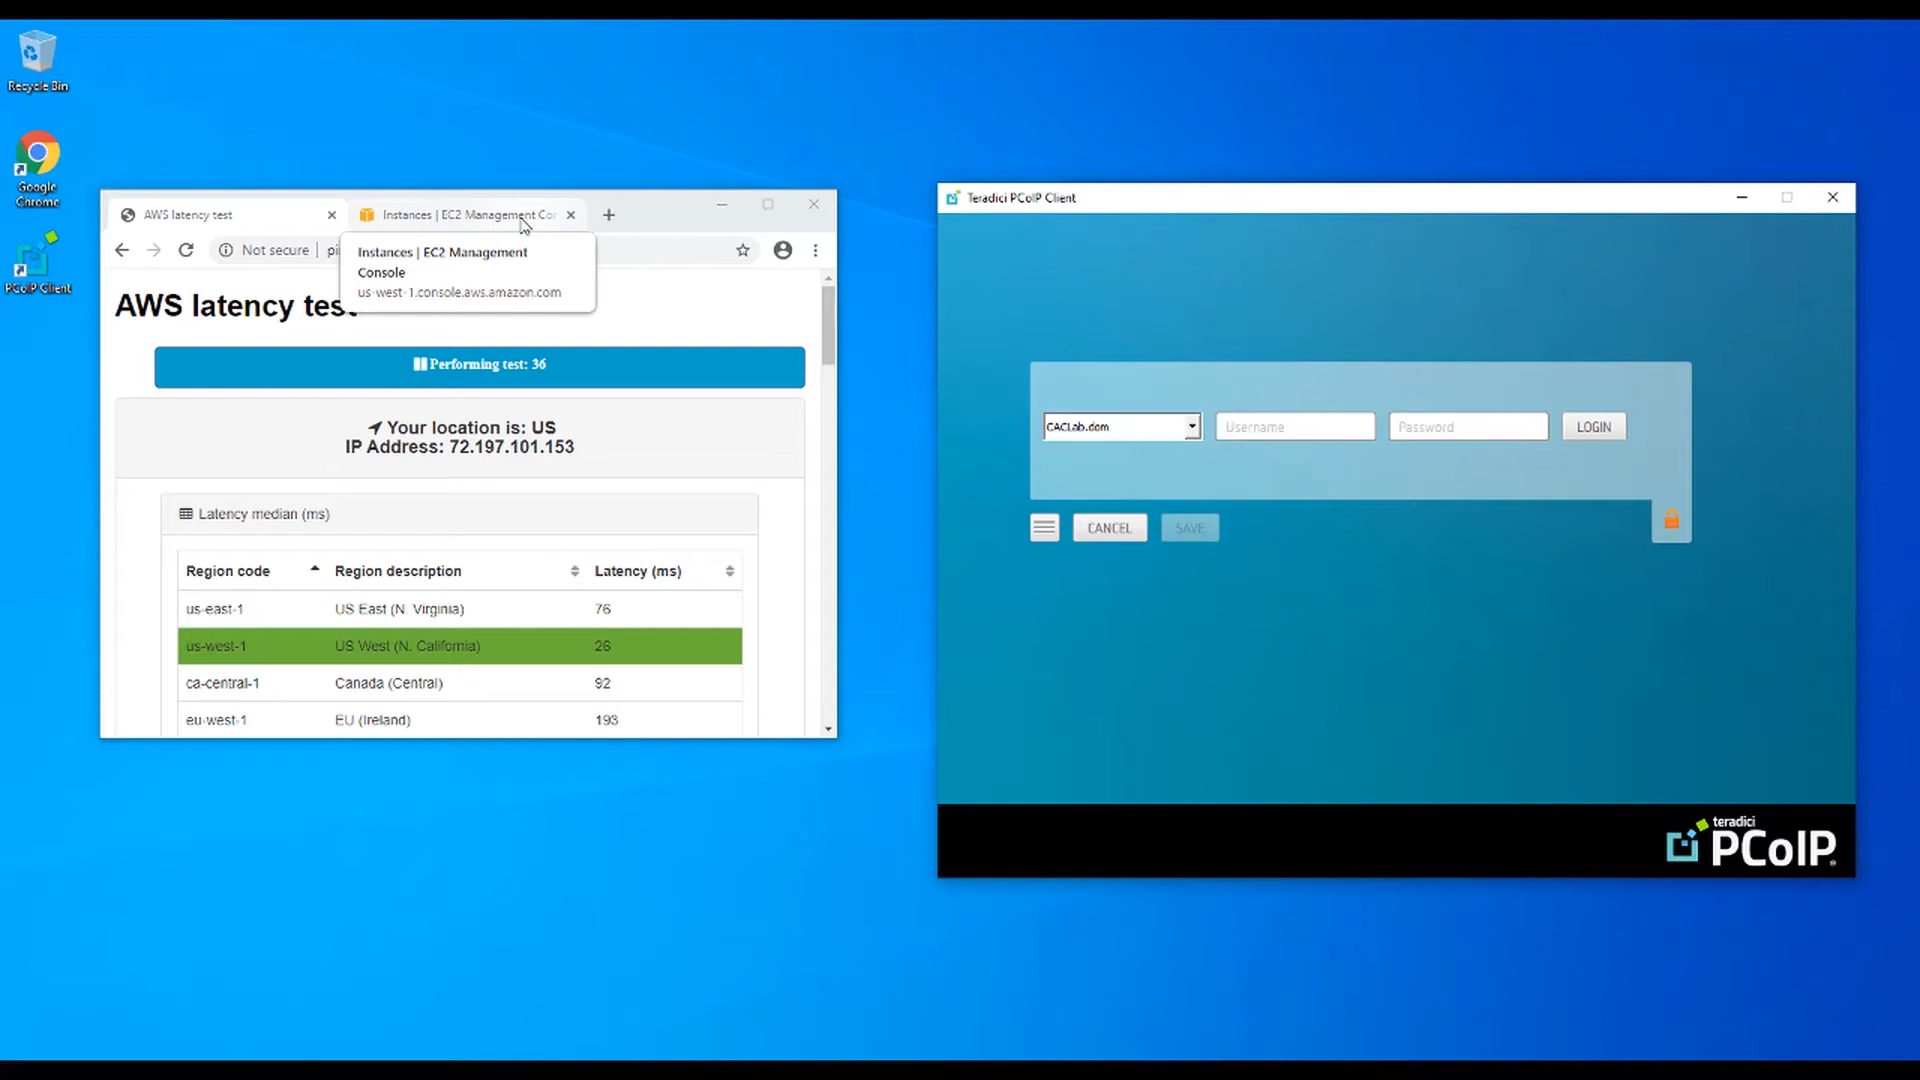 Recycle Bin
Google
Chrome
PCoIP Client
AWS latency test
Instances | EC2 Management Cor
Not secure
Instances | EC2 Management
Console
us-west-1.console.aws.amazon.com
AWS latency test
Performing test: 36
Your location is: US
IP Address: 72.197.101.153
Latency median (ms)
Region code Region description Latency (ms)
us-east-1 US East (N. Virginia) 76
us-west-1 US West (N. California) 26
ca-central-1 Canada (Central) 92
eu-west-1 EU (Ireland) 193
Teradici PCoIP Client
CACLab.dom Username Password LOGIN
CANCEL SAVE
teradici
PCoIP®